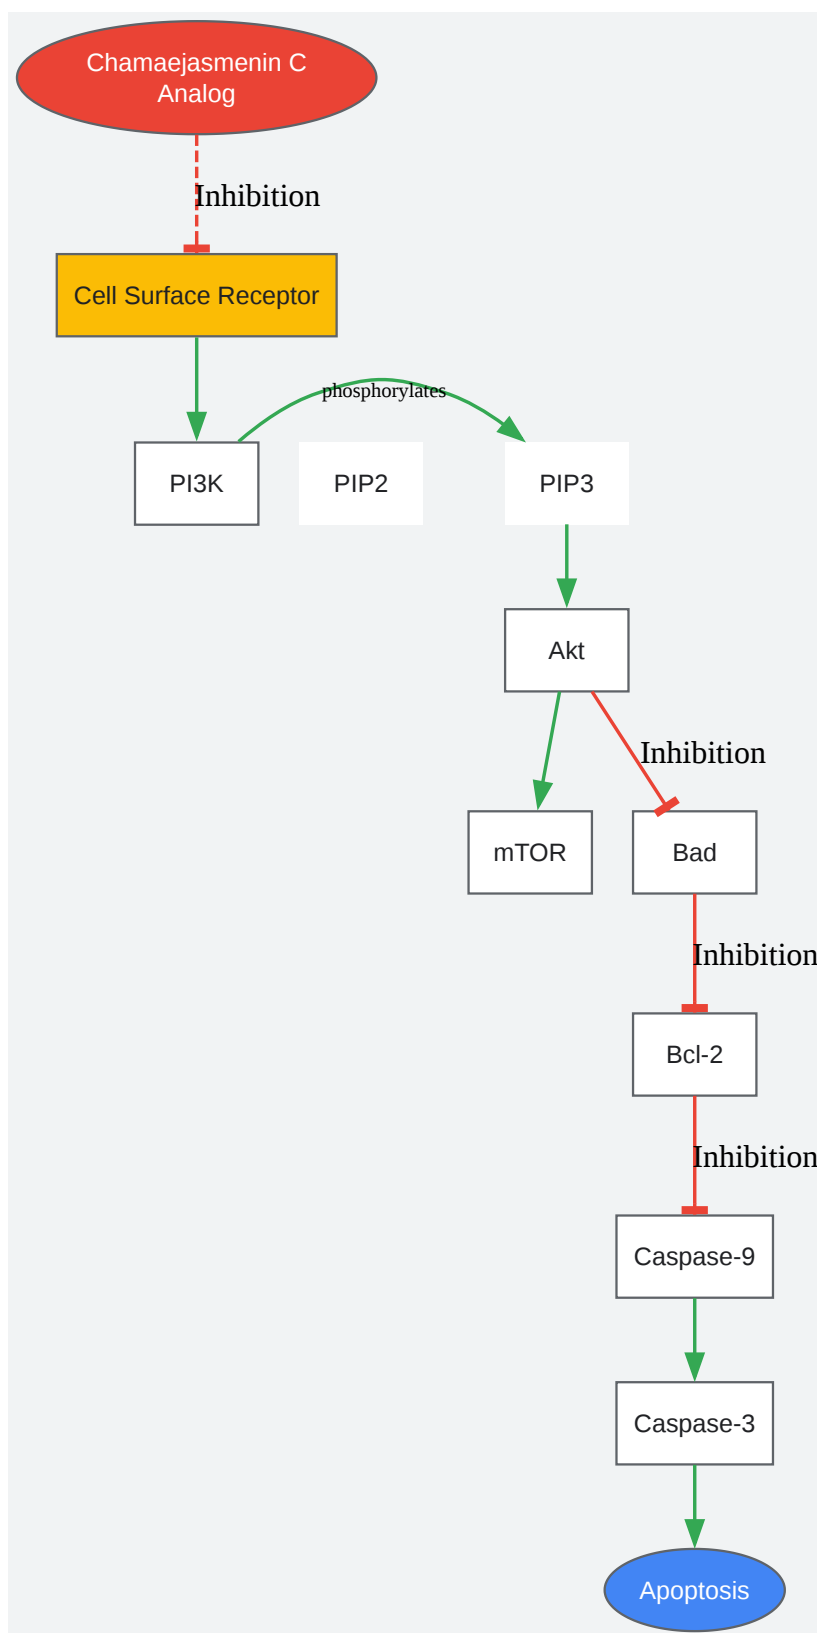 Chamaejasmenin C
Analog
Inhibition
Cell Surface Receptor
phosphorylates
PI3K
PIP2
PIP3
Akt
Inhibition
mTOR
Bad
Inhibition
Bcl-2
Inhibition
Caspase-9
Caspase-3
Apoptosis